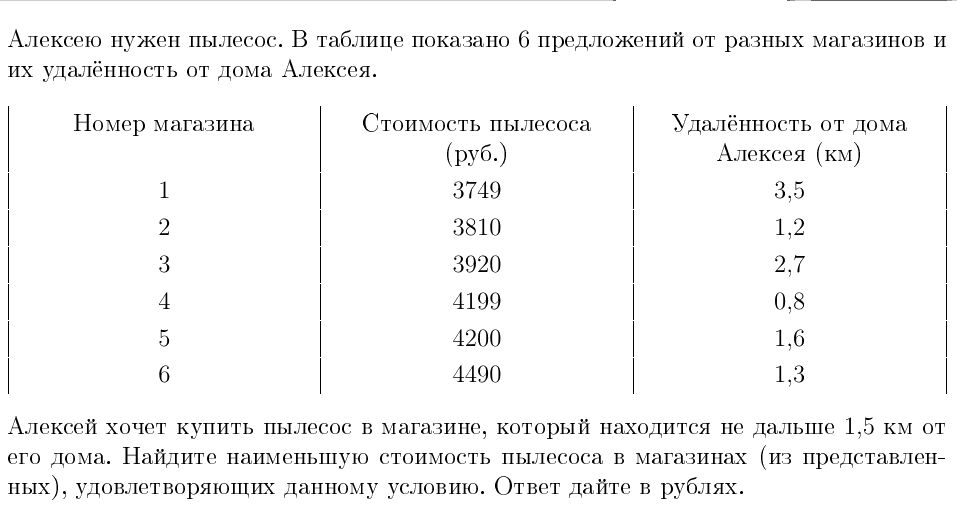 Алексею нужен пылесос. В таблице показано 6 предложений от разных магазинов и
их удалённость от дома Алексея.
Номер магазина Стоимость пылесоса Удалённость от дома
(руб.) Алексея (км)
1 3749 3,5
2 3810 1,2
3 3920 2,7
4 4199 0,8
5 4200 1,6
6 4490 1,3
Алексей хочет купить пылесос в магазине, который находится не дальше 1,5 км от
его дома. Найдите наименьшую стоимость пылесоса в магазинах (из представлен-
ных), удовлетворяющих данному условию. Ответ дайте в рублях.